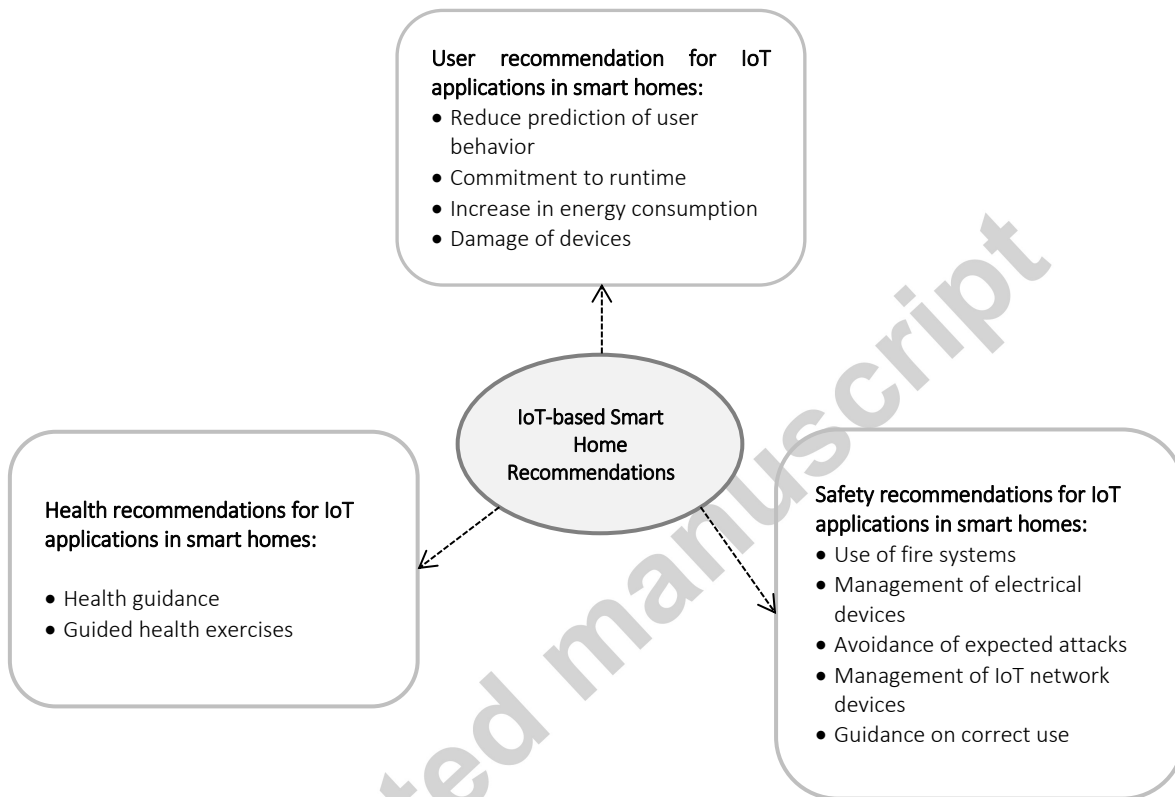 User recommendation for IoT
applications in smart homes:
• Reduce prediction of user
behavior
• Commitment to runtime
• Increase in energy consumption
• Damage of devices
IoT-based Smart
Home
Recommendations
Health recommendations for IoT
applications in smart homes:
• Health guidance
• Guided health exercises
Safety recommendations for IoT
applications in smart homes:
• Use of fire systems
• Management of electrical
devices
• Avoidance of expected attacks
• Management of IoT network
devices
• Guidance on correct use
ted manuscript